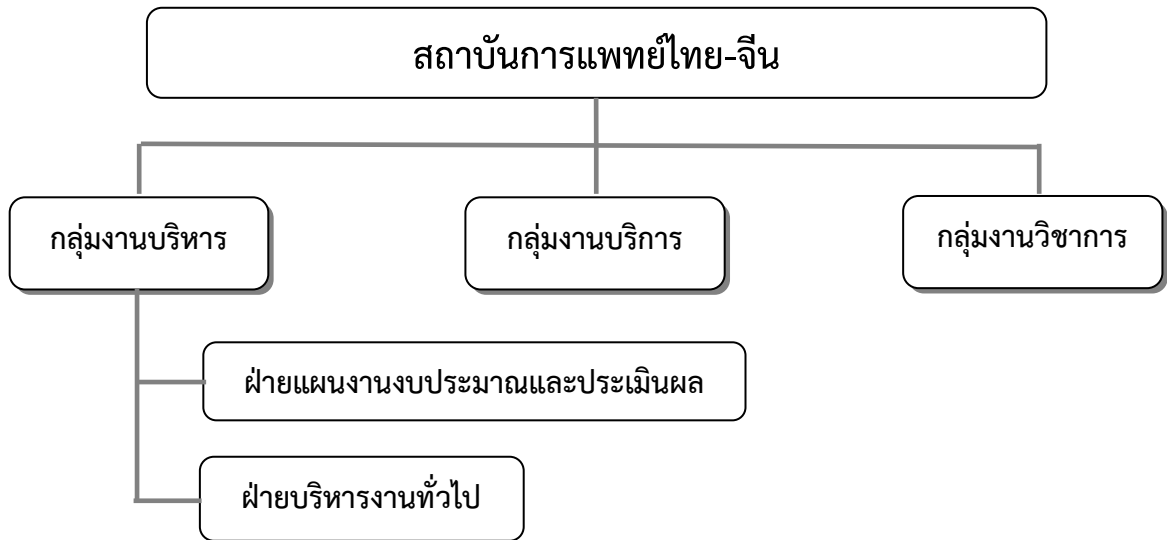 สถาบันการแพทย์ไทย-จีน
กลุ่มงานบริหาร
กลุ่มงานบริการ
กลุ่มงานวิชาการ
ฝ่ายแผนงานงบประมาณและประเมินผล
ฝ่ายบริหารงานทั่วไป